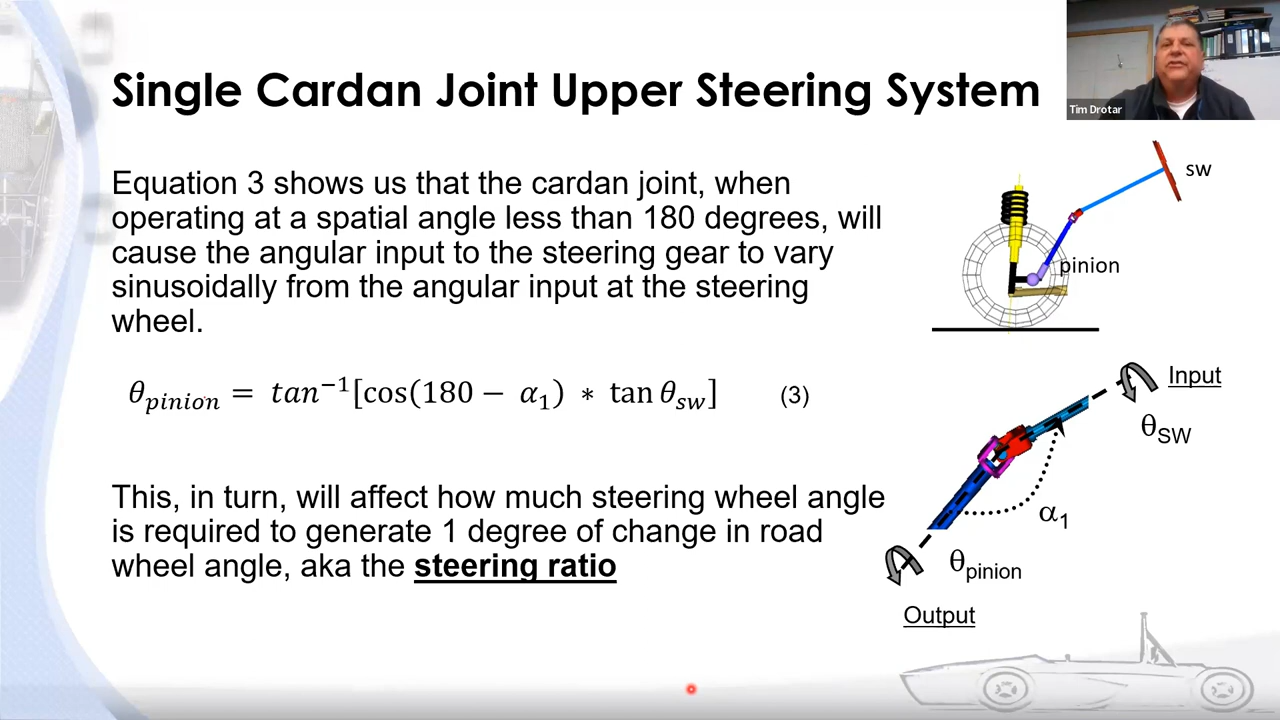 Single Cardan Joint Upper Steering System
Tim Drotar
Equation 3 shows us that the cardan joint, when
operating at a spatial angle less than 180 degrees, will
cause the angular input to the steering gear to vary
sinusoidally from the angular input at the steering
wheel.
sw
pinion
θpinion = tan⁻¹[cos(180 − α₁) * tan θsw] (3)
Input
θSW
This, in turn, will affect how much steering wheel angle
is required to generate 1 degree of change in road
wheel angle, aka the steering ratio
α₁
θpinion
Output